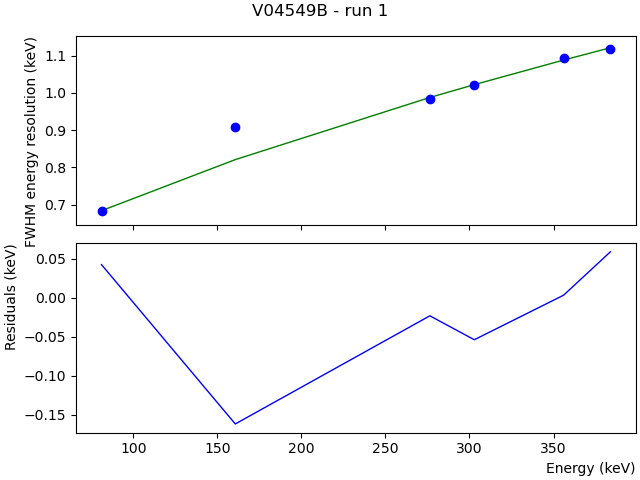 V04549B - run 1
FWHM energy resolution (keV)
1.1
1.0
0.9
0.8
0.7
Residuals (keV)
0.05
0.00
−0.05
−0.10
−0.15
100 150 200 250 300 350
Energy (keV)